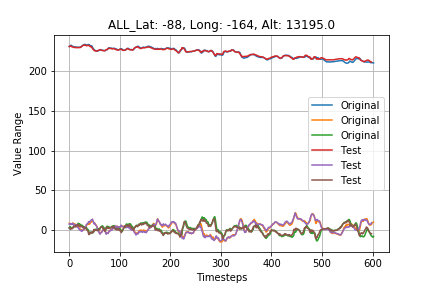 ALL_Lat: -88, Long: -164, Alt: 13195.0
Value Range
200
150
100
50
0
Original
Original
Original
Test
Test
Test
0 100 200 300 400 500 600
Timesteps